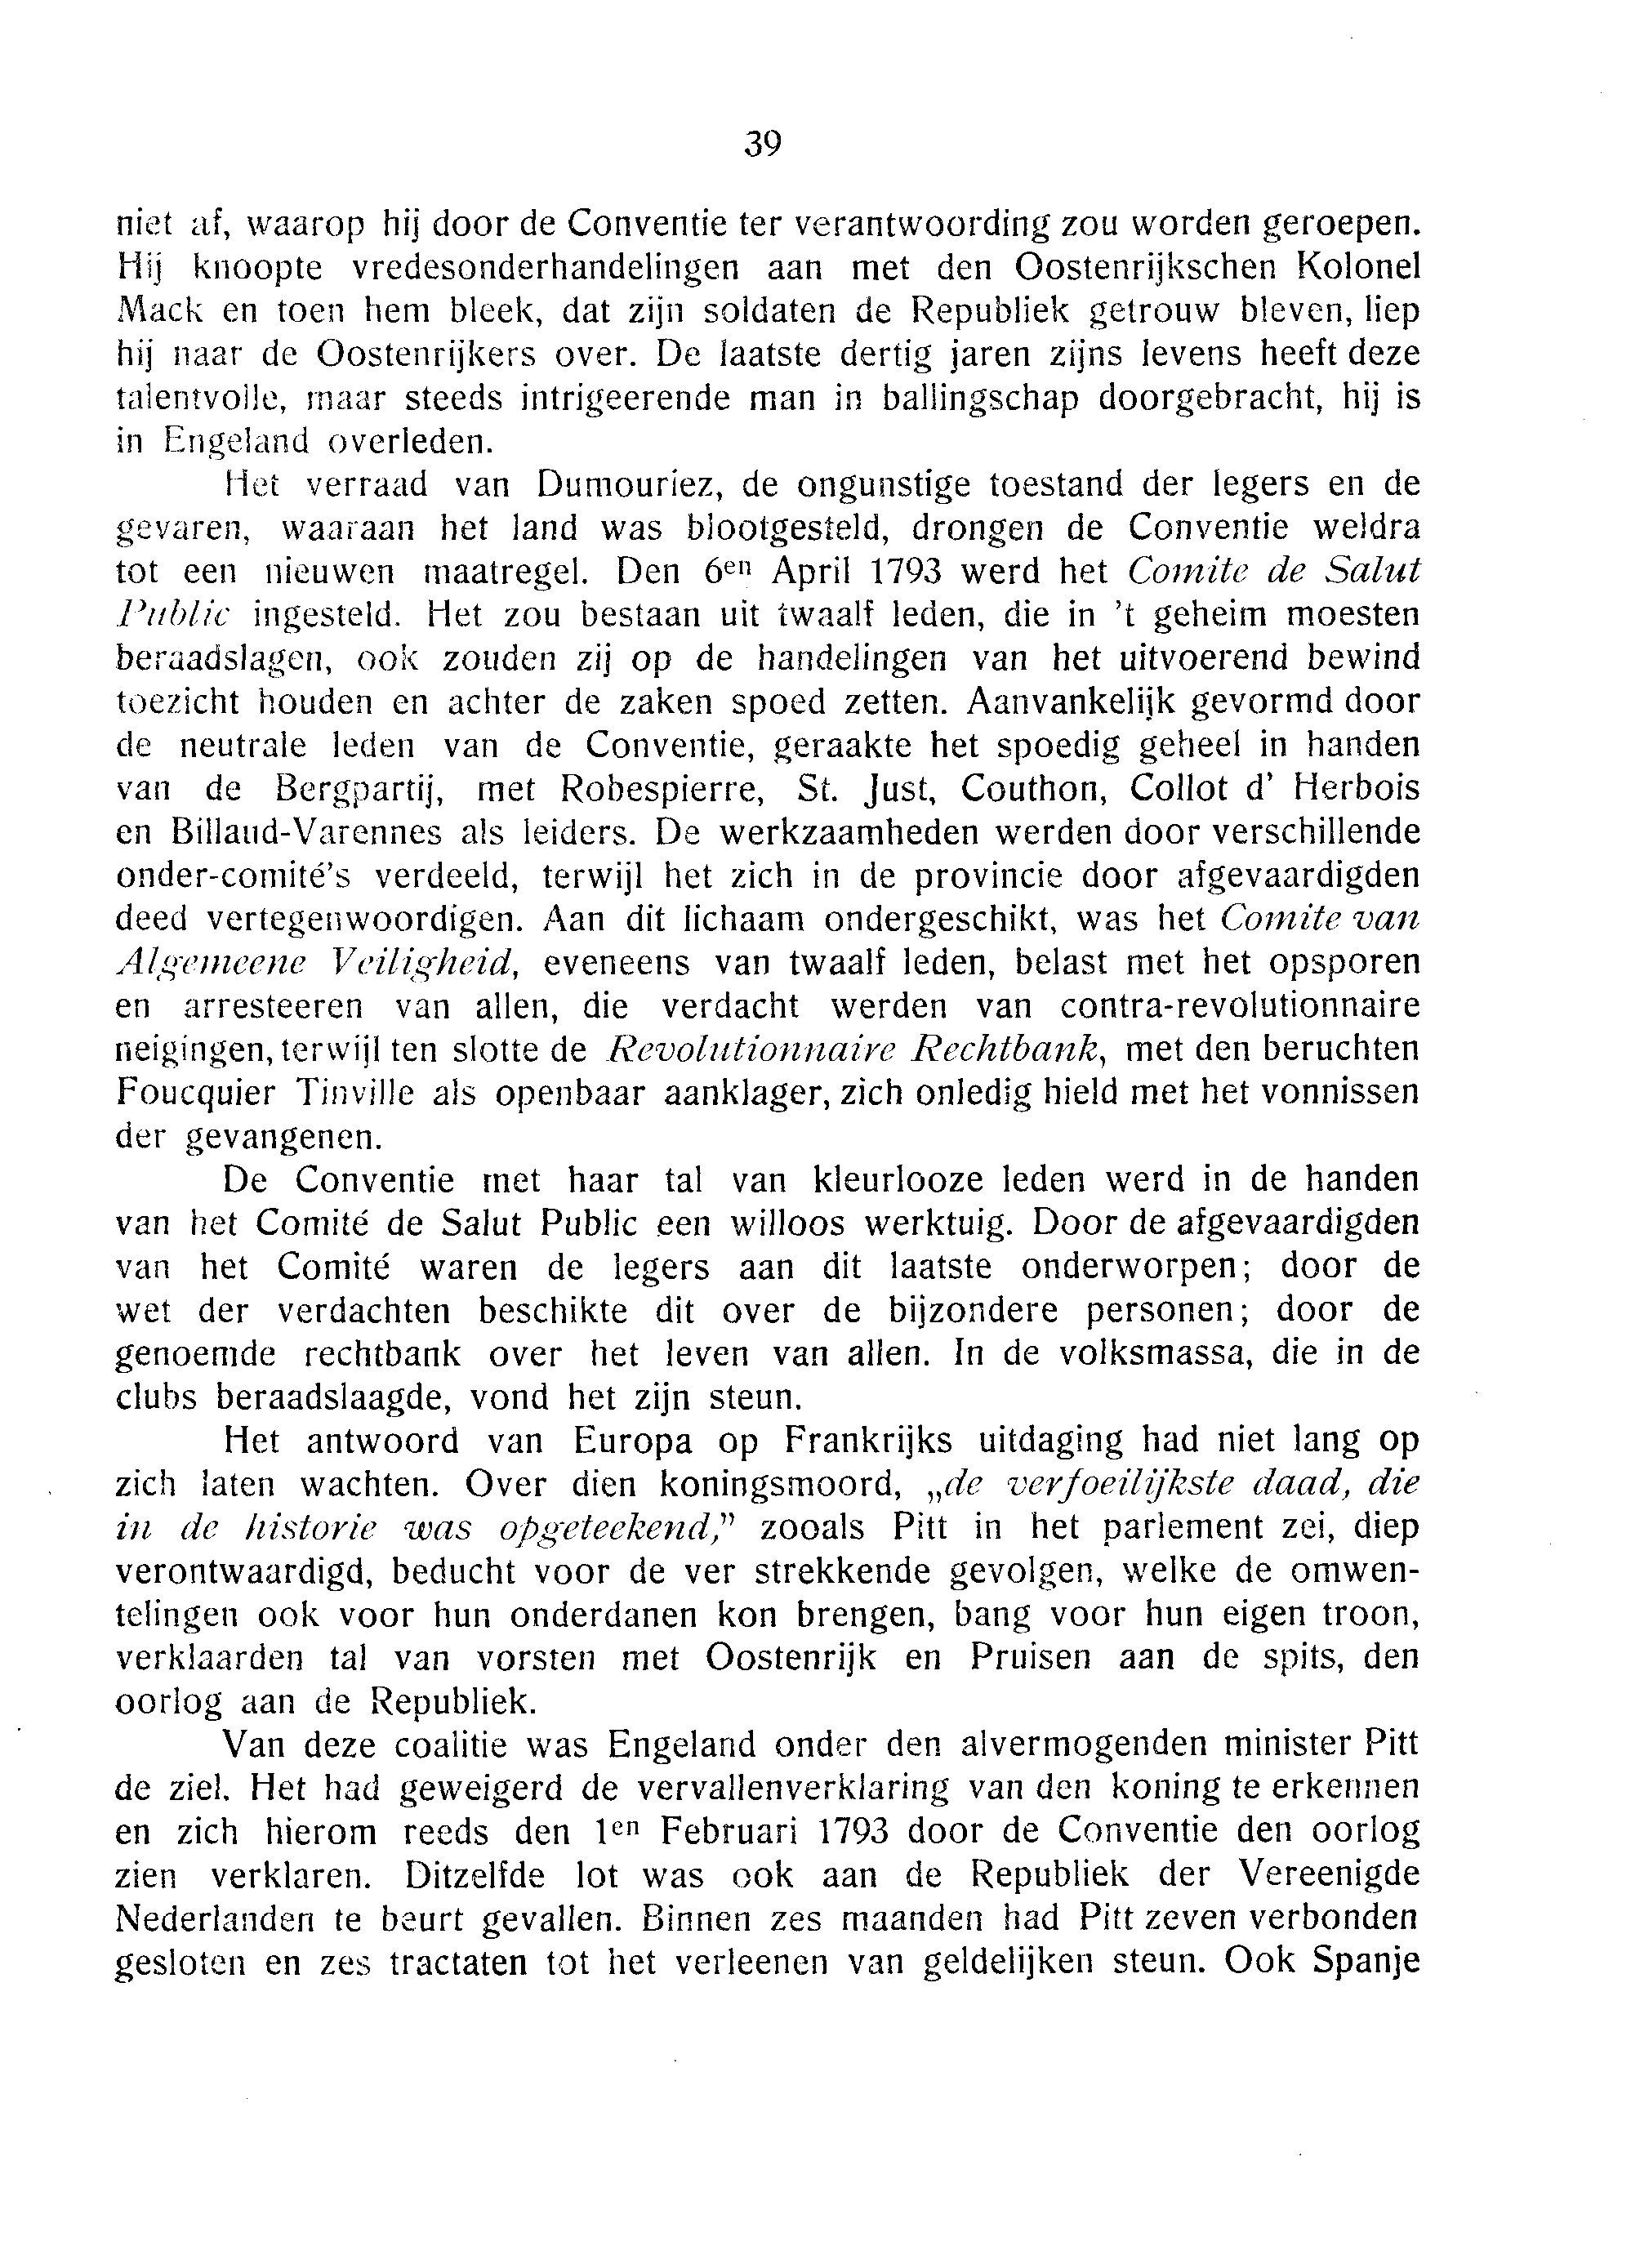 39
niet af, waarop hij door de Conventie ter verantwoording zou worden geroepen.
Hij knoopte vredesonderhandelingen aan met den Oostenrijkschen Kolonel
Mack en toen hem bleek, dat zijn soldaten de Republiek getrouw bleven, liep
hij naar de Oostenrijkers over. De laatste dertig jaren zijns levens heeft deze
talentvolle, maar steeds intrigeerende man in ballingschap doorgebracht, hij is
in Engeland overleden.
Het verraad van Dumouriez, de ongunstige toestand der legers en de
gevaren, waaraan het land was blootgesteld, drongen de Conventie weldra
tot een nieuwen maatregel. Den 6en April 1793 werd het Comite de Salut
Public ingesteld. Het zou bestaan uit twaalf leden, die in 't geheim moesten
beraadslagen, ook zouden zij op de handelingen van het uitvoerend bewind
toezicht houden en achter de zaken spoed zetten. Aanvankelijk gevormd door
de neutrale leden van de Conventie, geraakte het spoedig geheel in handen
van de Bergpartij, met Robespierre, St. Just, Couthon, Collot d' Herbois
en Billaud-Varennes als leiders. De werkzaamheden werden door verschillende
onder-comité's verdeeld, terwijl het zich in de provincie door afgevaardigden
deed vertegenwoordigen. Aan dit lichaam ondergeschikt, was het Comite van
Algemeene Veiligheid, eveneens van twaalf leden, belast met het opsporen
en arresteeren van allen, die verdacht werden van contra-revolutionnaire
neigingen, terwijl ten slotte de Revolutionnaire Rechtbank, met den beruchten
Foucquier Tinville als openbaar aanklager, zich onledig hield met het vonnissen
der gevangenen.
De Conventie met haar tal van kleurlooze leden werd in de handen
van het Comité de Salut Public een willoos werktuig. Door de afgevaardigden
van het Comité waren de legers aan dit laatste onderworpen; door de
wet der verdachten beschikte dit over de bijzondere personen; door de
genoemde rechtbank over het leven van allen. In de volksmassa, die in de
clubs beraadslaagde, vond het zijn steun.
Het antwoord van Europa op Frankrijks uitdaging had niet lang op
zich laten wachten. Over dien koningsmoord, „de verfoeilijkste daad, die
in de historie was opgeteekend,” zooals Pitt in het parlement zei, diep
verontwaardigd, beducht voor de ver strekkende gevolgen, welke de omwen-
telingen ook voor hun onderdanen kon brengen, bang voor hun eigen troon,
verklaarden tal van vorsten met Oostenrijk en Pruisen aan de spits, den
oorlog aan de Republiek.
Van deze coalitie was Engeland onder den alvermogenden minister Pitt
de ziel. Het had geweigerd de vervallenverklaring van den koning te erkennen
en zich hierom reeds den 1en Februari 1793 door de Conventie den oorlog
zien verklaren. Ditzelfde lot was ook aan de Republiek der Vereenigde
Nederlanden te beurt gevallen. Binnen zes maanden had Pitt zeven verbonden
gesloten en zes tractaten tot het verleenen van geldelijken steun. Ook Spanje